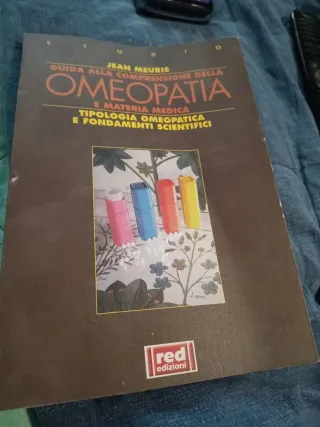 STUDIO
JEAN MEURIS
GUIDA ALLA COMPRENSIONE DELLA
OMEOPATIA
E MATERIA MEDICA
TIPOLOGIA OMEOPATICA
E FONDAMENTI SCIENTIFICI
red
edizioni